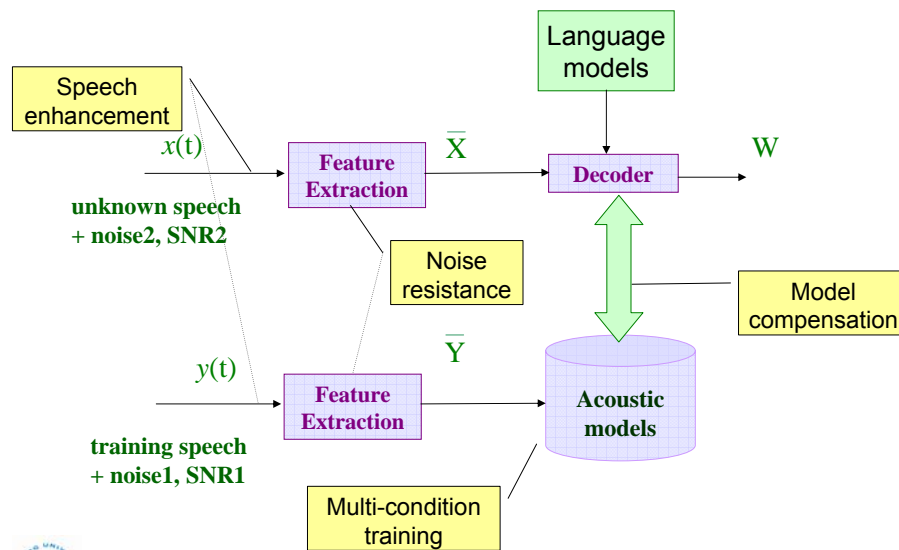 Language
models
Speech
enhancement
x(t)
Feature
Extraction
X
Decoder
W
unknown speech
+ noise2, SNR2
Noise
resistance
Model
compensation
y(t)
Feature
Extraction
Y
Acoustic
models
training speech
+ noise1, SNR1
Multi-condition
training